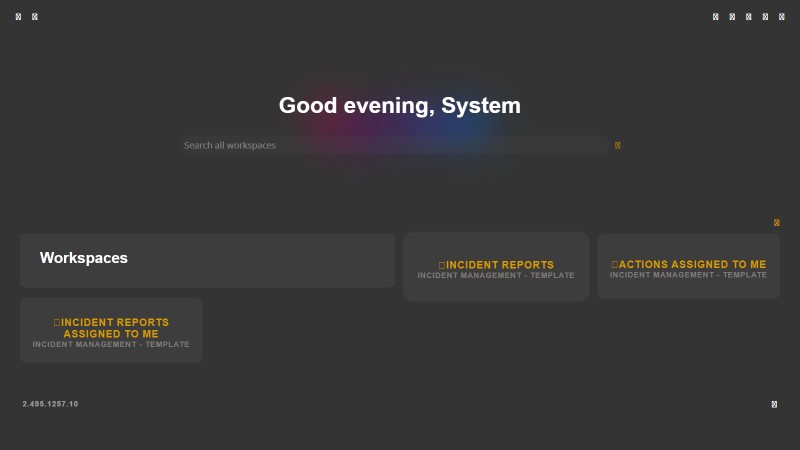 Good evening, System
Search all workspaces
Workspaces
INCIDENT REPORTS
INCIDENT MANAGEMENT - TEMPLATE
ACTIONS ASSIGNED TO ME
INCIDENT MANAGEMENT - TEMPLATE
INCIDENT REPORTS
ASSIGNED TO ME
INCIDENT MANAGEMENT - TEMPLATE
2.495.1257.10